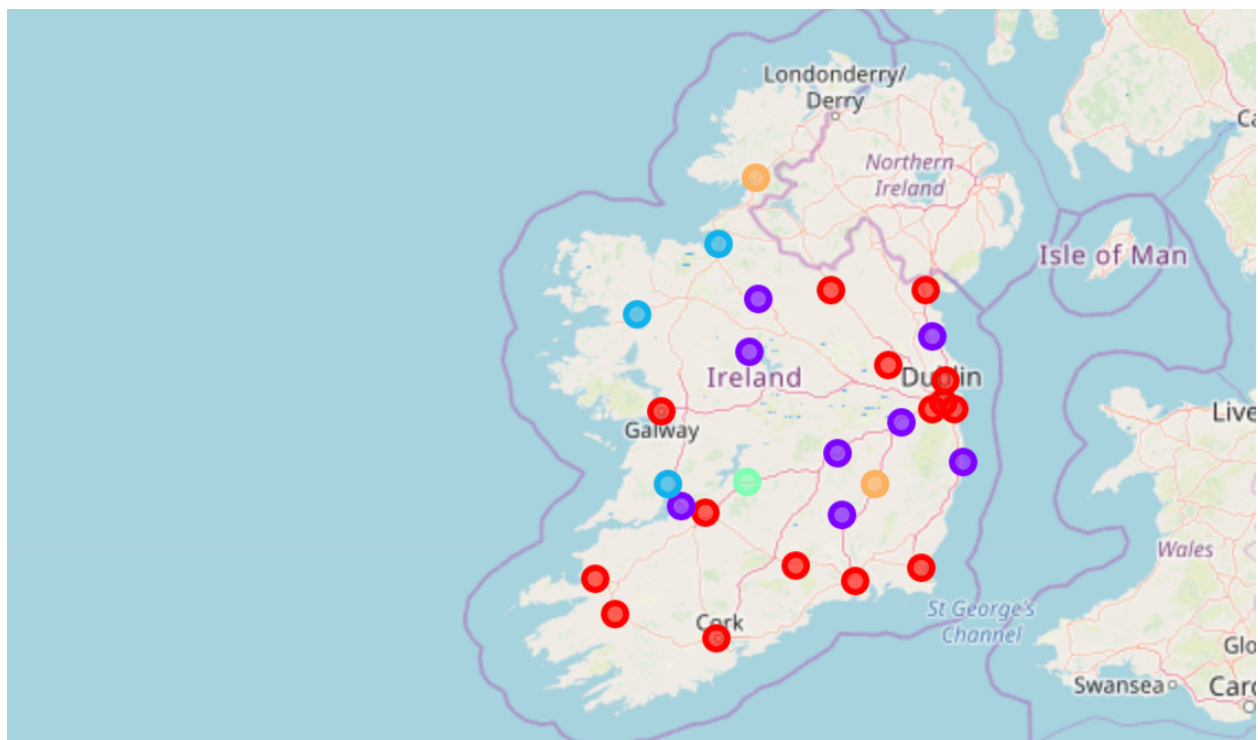 Londonderry/
Derry
Ca
Northern
Ireland
Isle of Man
Ireland
Dublin
Live
Galway
Wales
St George's
Channel
Cork
Glo
Swansea
Card